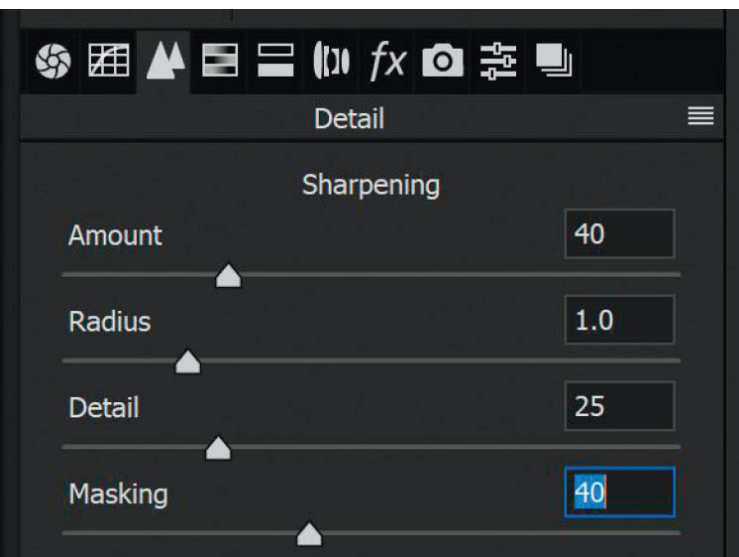 fx
Detail
Sharpening
Amount 40
Radius 1.0
Detail 25
Masking 40